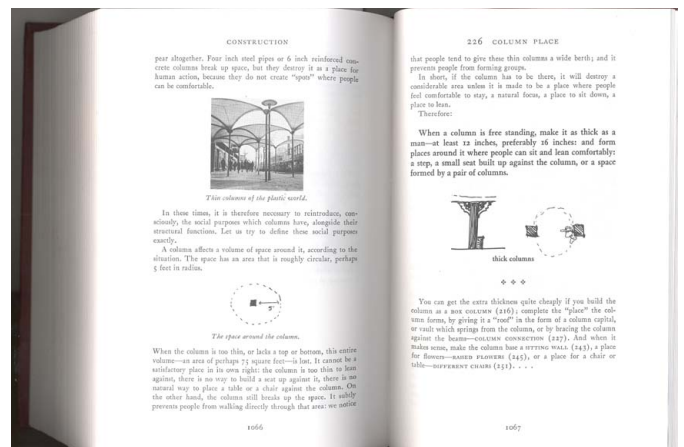 CONSTRUCTION
pear altogether. Four inch steel pipes or 6 inch reinforced con-
crete columns break up space, but they destroy it as a place for
human action, because they do not create "spots" where people
can be comfortable.
Thin columns of the plastic world.
In these times, it is therefore necessary to reintroduce, con-
sciously, the social purposes which columns have, alongside their
structural functions. Let us try to define these social purposes
exactly.
A column affects a volume of space around it, according to the
situation. The space has an area that is roughly circular, perhaps
5 feet in radius.
5'
The space around the column.
When the column is too thin, or lacks a top or bottom, this entire
volume—an area of perhaps 75 square feet—is lost. It cannot be a
satisfactory place in its own right: the column is too thin to lean
against, there is no way to build a seat up against it, there is no
natural way to place a table or a chair against the column. On
the other hand, the column still breaks up the space. It subtly
prevents people from walking directly through that area: we notice
1066
226 COLUMN PLACE
that people tend to give these thin columns a wide berth; and it
prevents people from forming groups.
In short, if the column has to be there, it will destroy a
considerable area unless it is made to be a place where people
feel comfortable to stay, a natural focus, a place to sit down, a
place to lean.
Therefore:
When a column is free standing, make it as thick as a
man—at least 12 inches, preferably 16 inches: and form
places around it where people can sit and lean comfortably:
a step, a small seat built up against the column, or a space
formed by a pair of columns.
thick columns
You can get the extra thickness quite cheaply if you build the
column as a BOX COLUMN (216); complete the "place" the col-
umn forms, by giving it a "roof" in the form of a column capital,
or vault which springs from the column, or by bracing the column
against the beams—COLUMN CONNECTION (227). And when it
makes sense, make the column base a SITTING WALL (243), a place
for flowers—RAISED FLOWERS (245), or a place for a chair or
table—DIFFERENT CHAIRS (251). . . .
1067